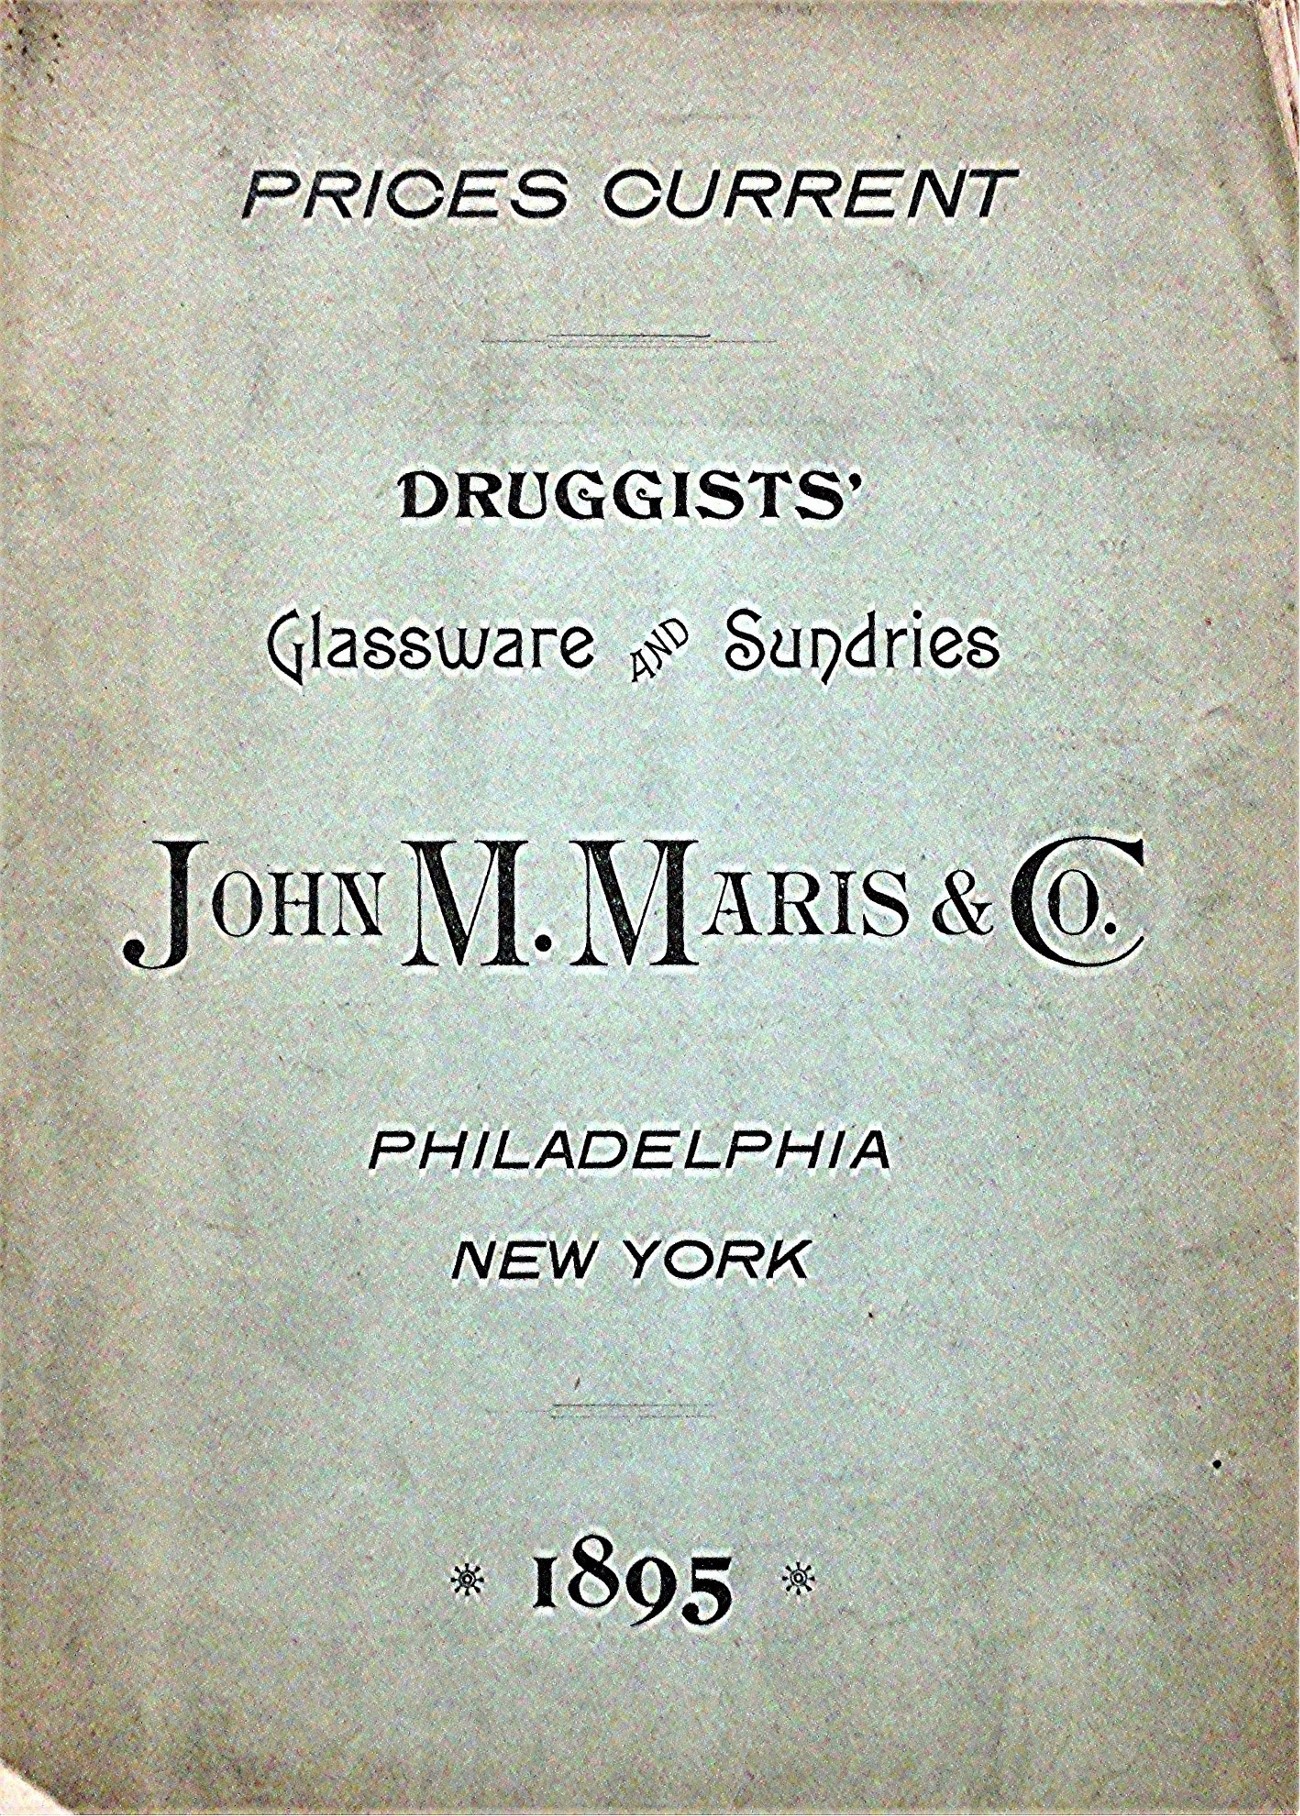 PRICES CURRENT
DRUGGISTS’
Glassware AND Sundries
JOHN M. MARIS & CO.
PHILADELPHIA
NEW YORK
1895